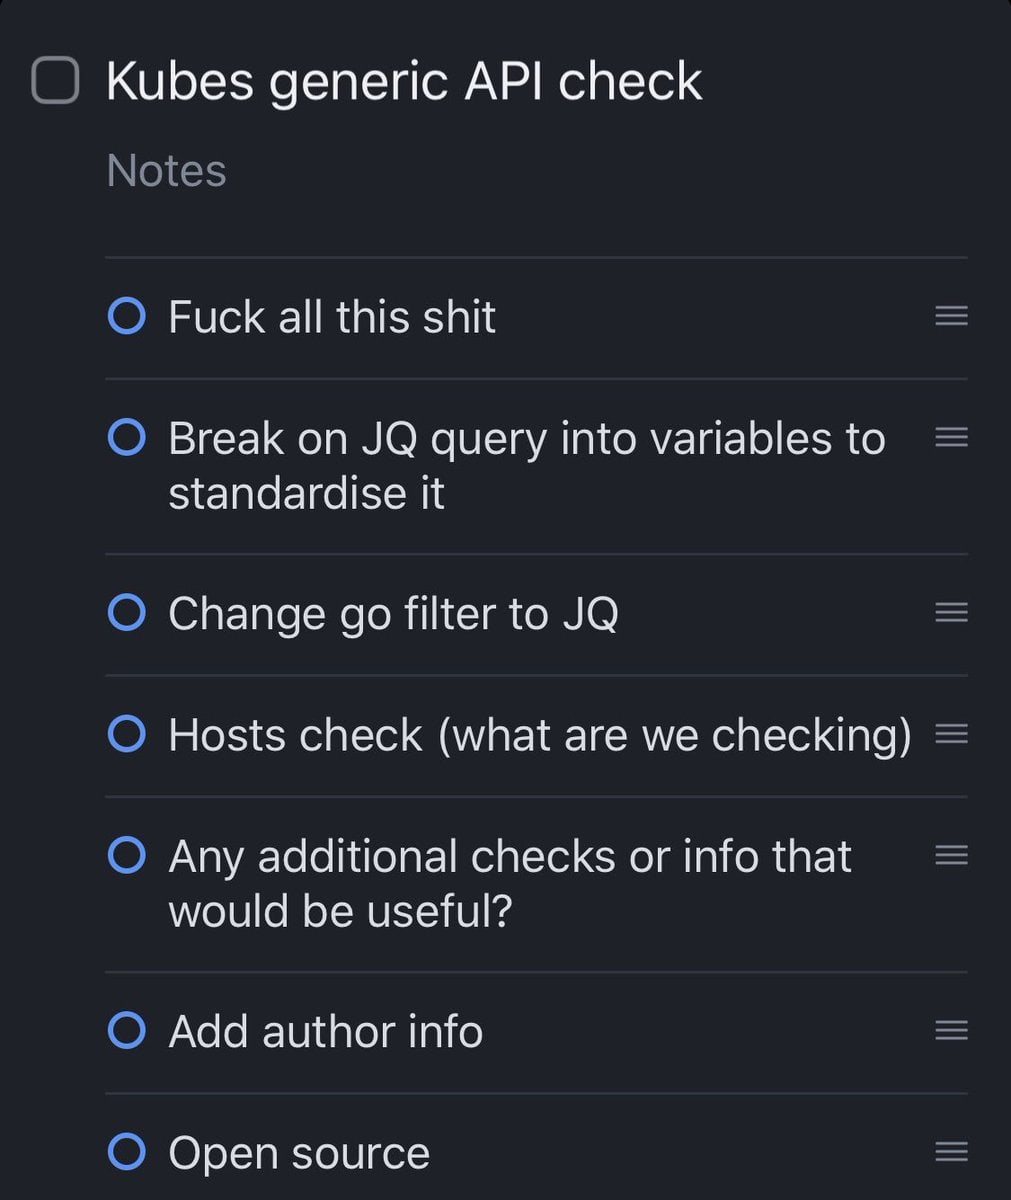 Kubes generic API check
Notes
Fuck all this shit
Break on JQ query into variables to
standardise it
Change go filter to JQ
Hosts check (what are we checking)
Any additional checks or info that
would be useful?
Add author info
Open source